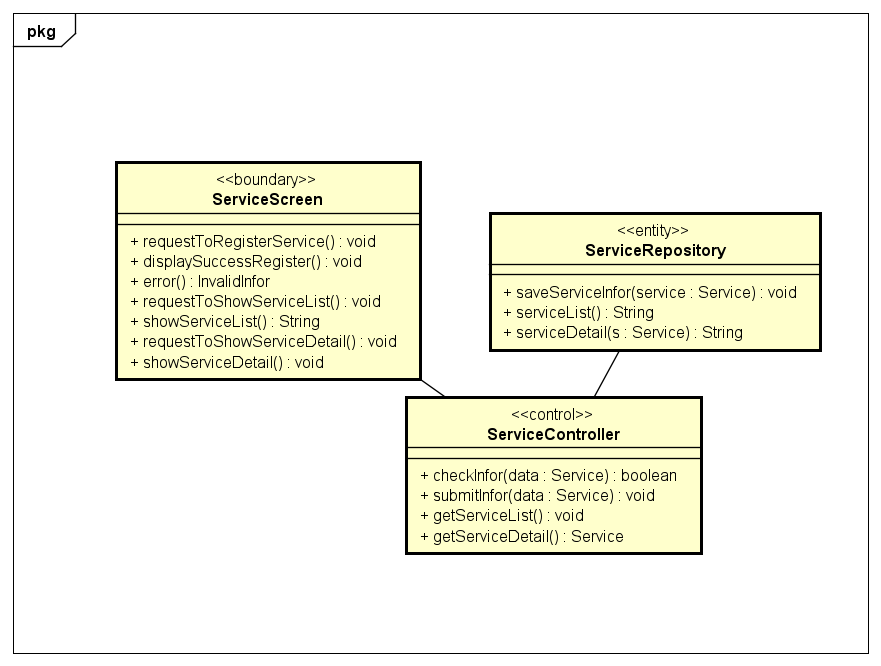 pkg
<<boundary>>
ServiceScreen
+ requestToRegisterService() : void
+ displaySuccessRegister() : void
+ error() : InvalidInfor
+ requestToShowServiceList() : void
+ showServiceList() : String
+ requestToShowServiceDetail() : void
+ showServiceDetail() : void
<<entity>>
ServiceRepository
+ saveServiceInfor(service : Service) : void
+ serviceList() : String
+ serviceDetail(s : Service) : String
<<control>>
ServiceController
+ checkInfor(data : Service) : boolean
+ submitInfor(data : Service) : void
+ getServiceList() : void
+ getServiceDetail() : Service